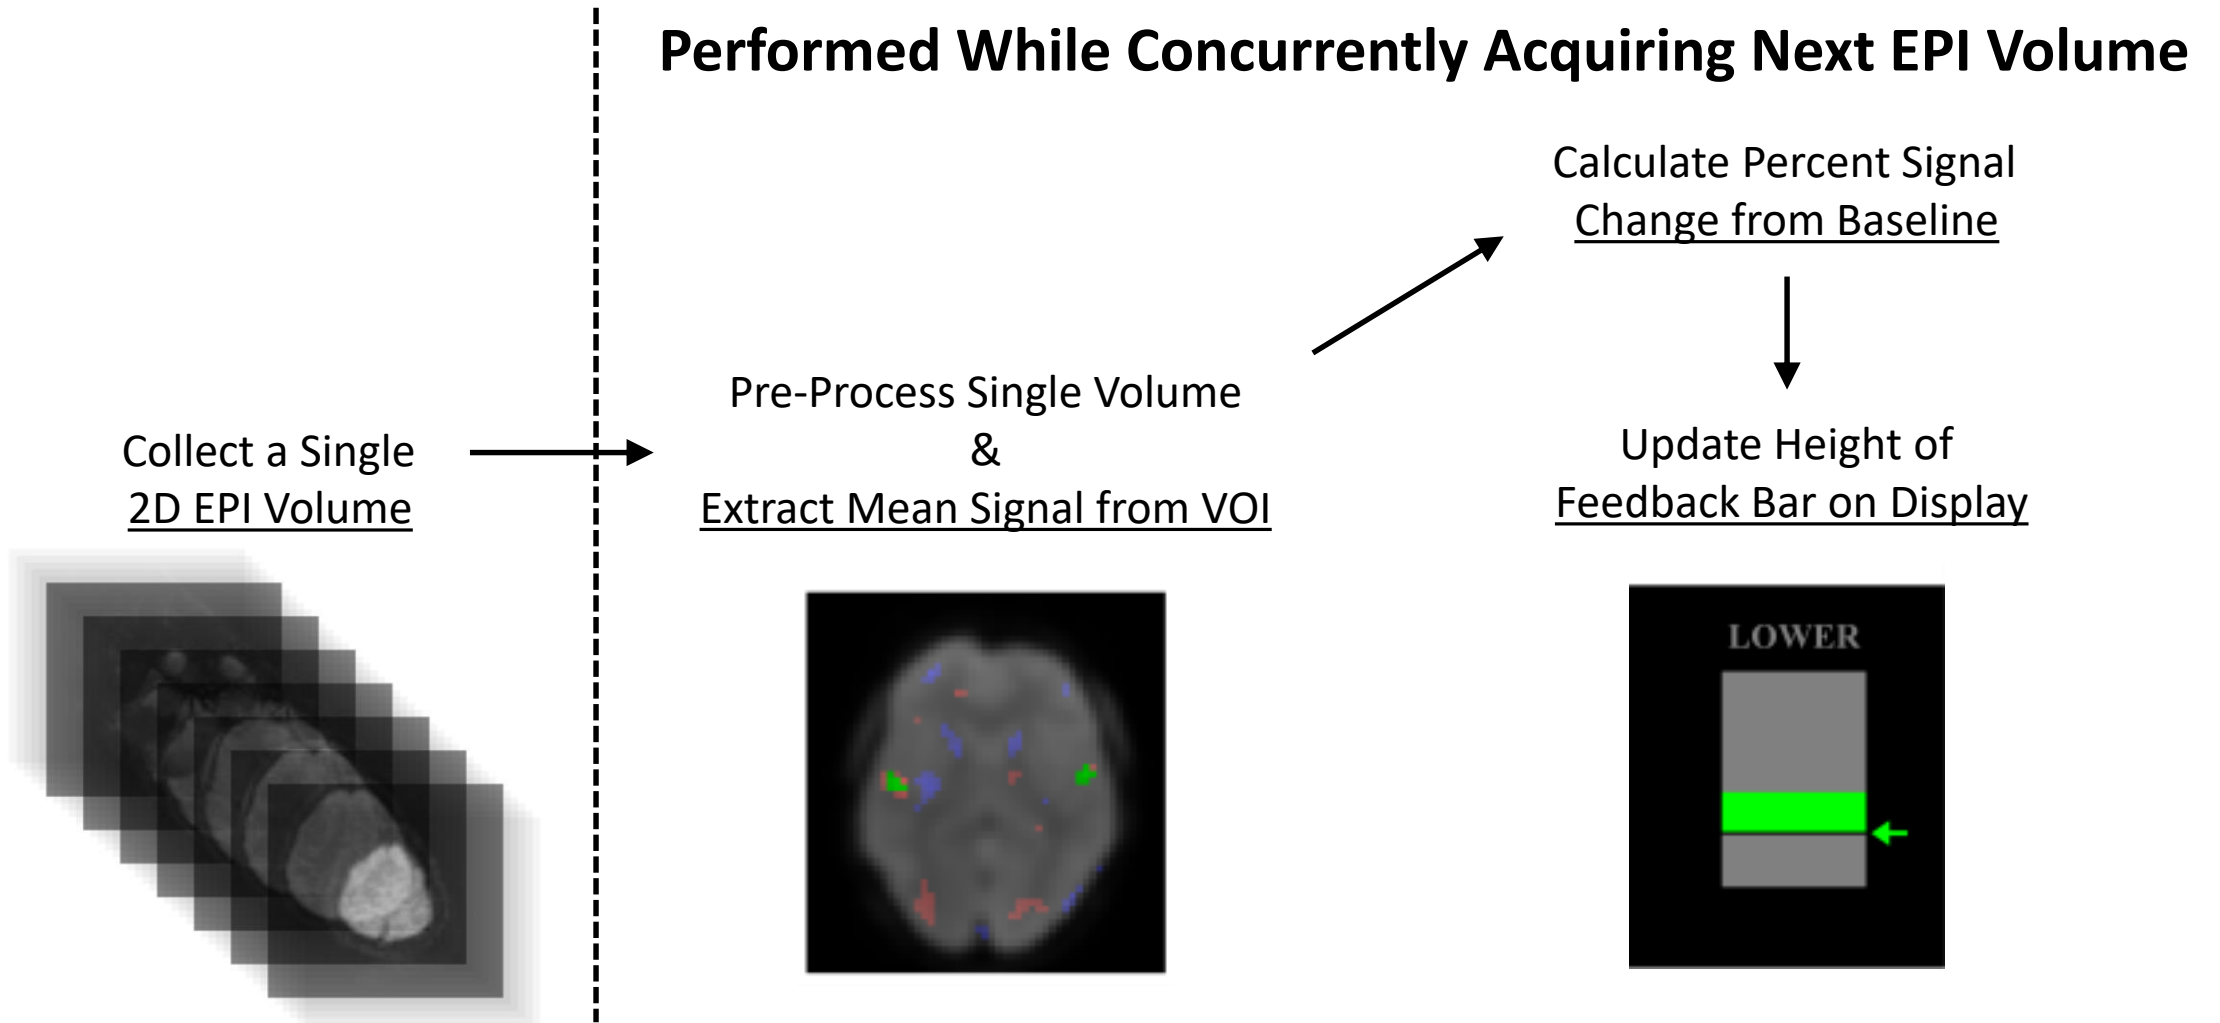 Performed While Concurrently Acquiring Next EPI Volume
Collect a Single
2D EPI Volume
Pre-Process Single Volume
&
Extract Mean Signal from VOI
Calculate Percent Signal
Change from Baseline
Update Height of
Feedback Bar on Display
LOWER